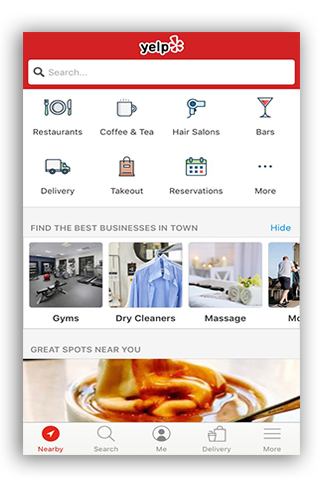 yelp
Search...
Restaurants Coffee & Tea Hair Salons Bars
Delivery Takeout Reservations More
FIND THE BEST BUSINESSES IN TOWN Hide
Gyms Dry Cleaners Massage Mo
GREAT SPOTS NEAR YOU
Nearby Search Me Delivery More